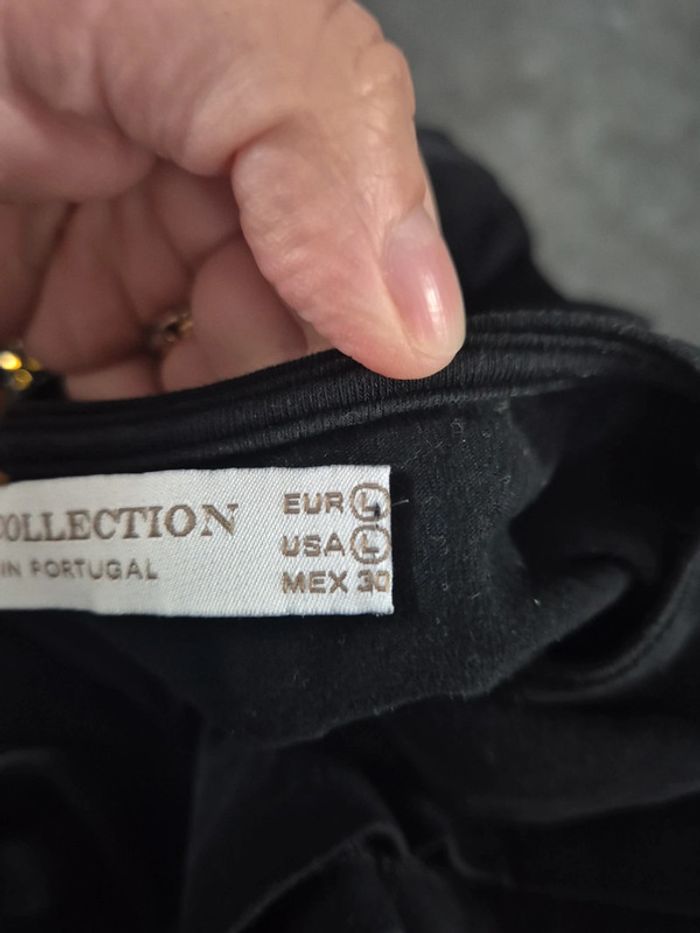 COLLECTION
IN PORTUGAL
EUR L
USA L
MEX 30